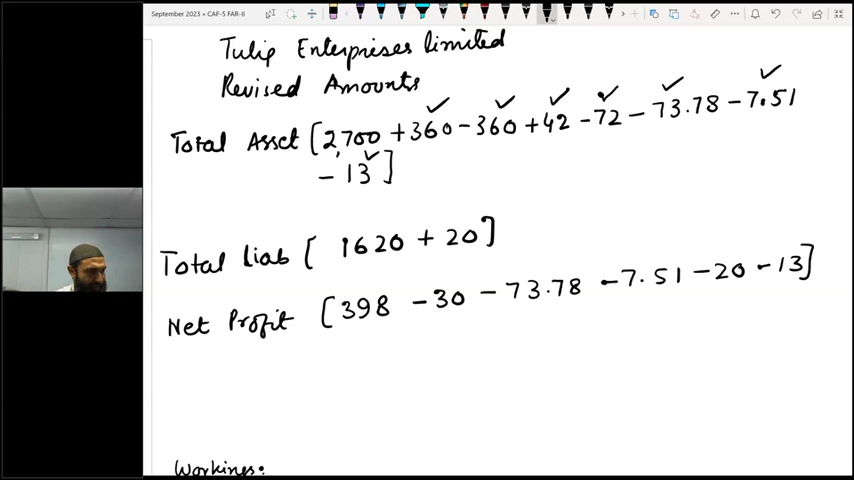 September 2023 » CAF-5 FAR-II
Tulip Enterprises limited
Revised Amounts
Total Asset [2,700 + 360 - 360 + 42 - 72 - 73.78 - 7.51
- 13]
Total Liab [ 1620 + 20]
Net Profit [398 - 30 - 73.78 - 7.51 - 20 - 13]
Workings: